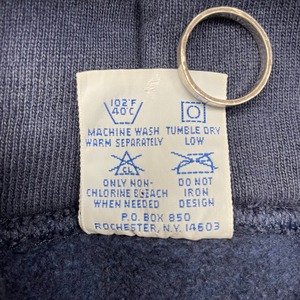 102°F
40°C
MACHINE WASH TUMBLE DRY
WARM SEPARATELY LOW
CL
ONLY NON- DO NOT
CHLORINE BLEACH IRON
WHEN NEEDED DESIGN
P.O. BOX 850
ROCHESTER, N.Y. 14603